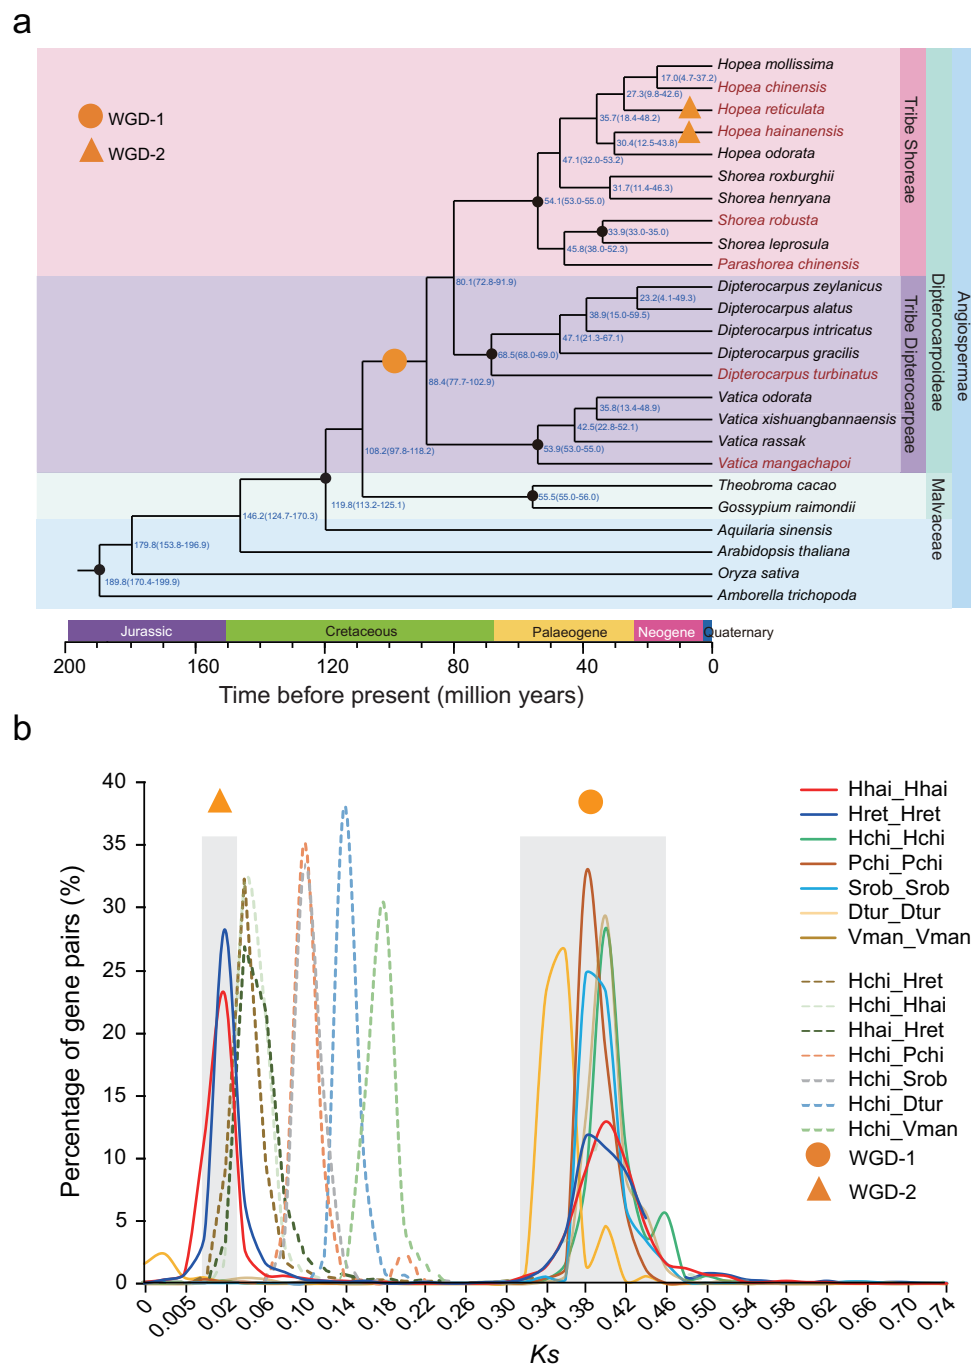 a
WGD-1
WGD-2
Hopea mollissima
17.0(4.7-37.2)
Hopea chinensis
27.3(9.8-42.6)
Hopea reticulata
35.7(18.4-48.2)
Hopea hainanensis
30.4(12.5-43.8)
Hopea odorata
47.1(32.0-53.2)
Shorea roxburghii
31.7(11.4-46.3)
Shorea henryana
54.1(53.0-55.0)
Shorea robusta
33.9(33.0-35.0)
Shorea leprosula
45.8(38.0-52.3)
Parashorea chinensis
80.1(72.8-91.9)
Dipterocarpus zeylanicus
23.2(4.1-49.3)
Dipterocarpus alatus
38.9(15.0-59.5)
Dipterocarpus intricatus
47.1(21.3-67.1)
Dipterocarpus gracilis
68.5(68.0-69.0)
Dipterocarpus turbinatus
88.4(77.7-102.9)
Vatica odorata
35.8(13.4-48.9)
Vatica xishuangbannaensis
42.5(22.8-52.1)
Vatica rassak
53.9(53.0-55.0)
Vatica mangachapoi
108.2(97.8-118.2)
Theobroma cacao
55.5(55.0-56.0)
Gossypium raimondii
119.8(113.2-125.1)
146.2(124.7-170.3)
Aquilaria sinensis
179.8(153.8-196.9)
Arabidopsis thaliana
Oryza sativa
189.8(170.4-199.9)
Amborella trichopoda
Tribe Shoreae
Tribe Dipterocarpeae
Dipterocarpoideae
Malvaceae
Angiospermae
Jurassic
Cretaceous
Palaeogene
Neogene
Quaternary
200 160 120 80 40 0
Time before present (million years)
b
Percentage of gene pairs (%)
40
35
30
25
20
15
10
5
0
0 0.005 0.02 0.06 0.10 0.14 0.18 0.22 0.26 0.30 0.34 0.38 0.42 0.46 0.50 0.54 0.58 0.62 0.66 0.70 0.74
Ks
Hhai_Hhai
Hret_Hret
Hchi_Hchi
Pchi_Pchi
Srob_Srob
Dtur_Dtur
Vman_Vman
Hchi_Hret
Hchi_Hhai
Hhai_Hret
Hchi_Pchi
Hchi_Srob
Hchi_Dtur
Hchi_Vman
WGD-1
WGD-2